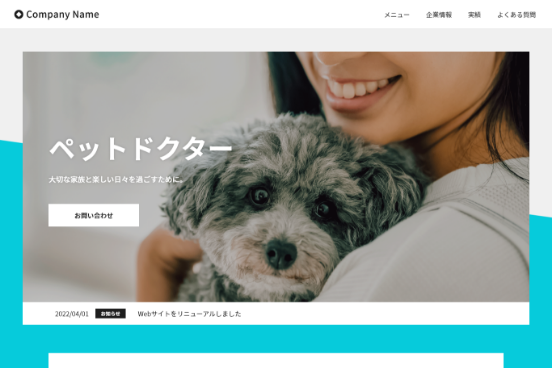 Company Name
メニュー 企業情報 実績 よくある質問
ペットドクター
大切な家族と楽しい日々を過ごすために。
お問い合わせ
2022/04/01 お知らせ Webサイトをリニューアルしました